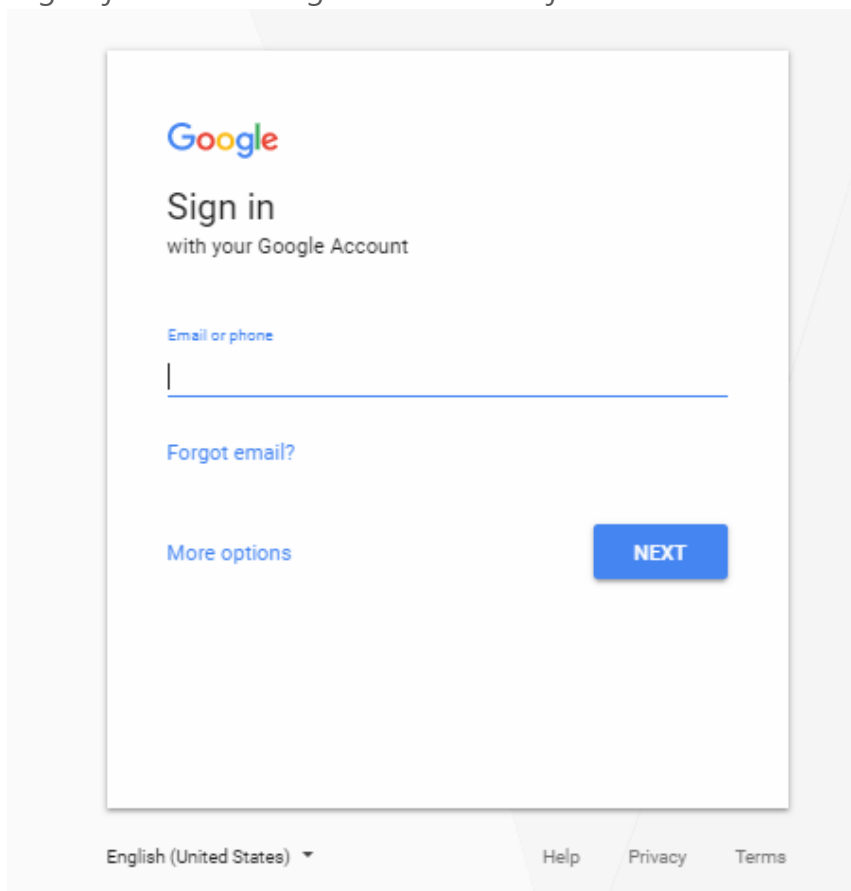 Google
Sign in
with your Google Account
Email or phone
Forgot email?
More options NEXT
English (United States) Help Privacy Terms